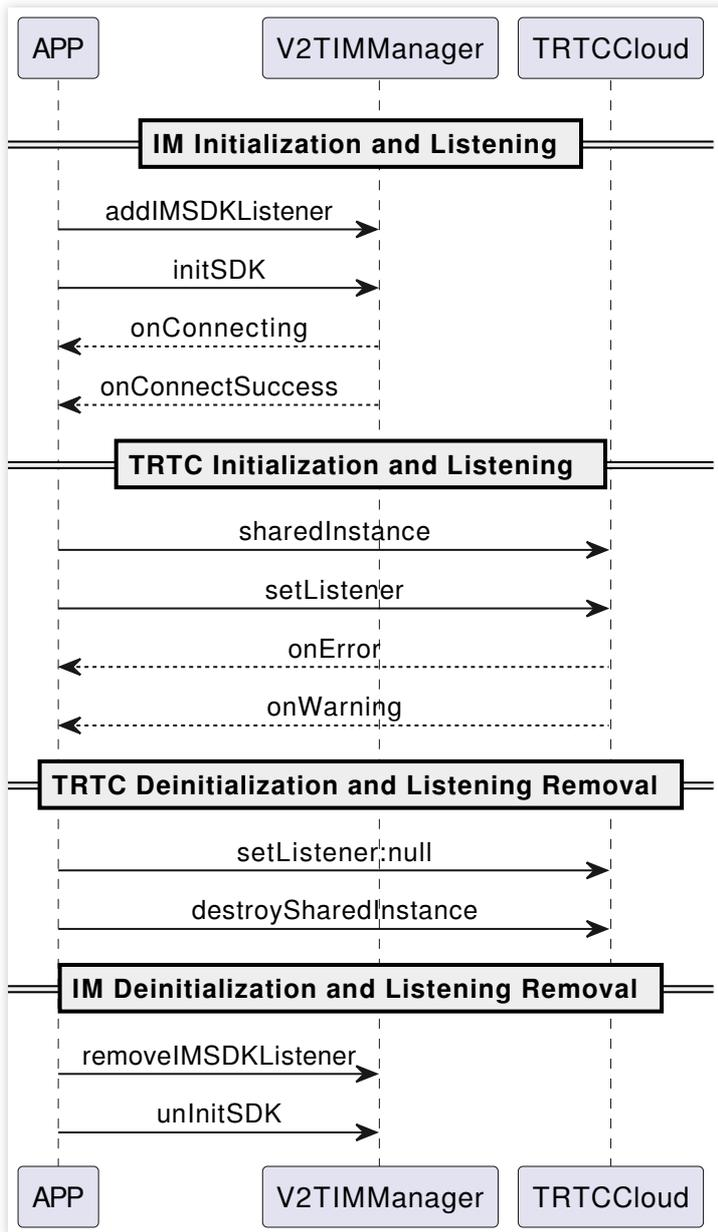 APP V2TIMManager TRTCCloud
IM Initialization and Listening
addIMSDKListener
initSDK
onConnecting
onConnectSuccess
TRTC Initialization and Listening
sharedInstance
setListener
onError
onWarning
TRTC Deinitialization and Listening Removal
setListener:null
destroySharedInstance
IM Deinitialization and Listening Removal
removeIMSDKListener
unInitSDK
APP V2TIMManager TRTCCloud